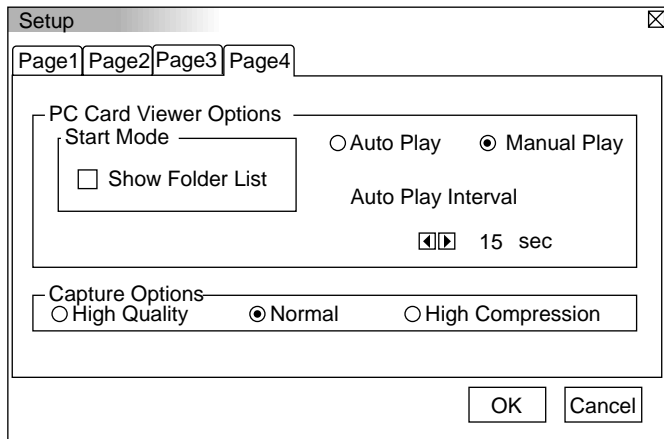 Setup
Page1 Page2 Page3 Page4
PC Card Viewer Options
Start Mode
Show Folder List
Auto Play Manual Play
Auto Play Interval
15 sec
Capture Options
High Quality Normal High Compression
OK Cancel